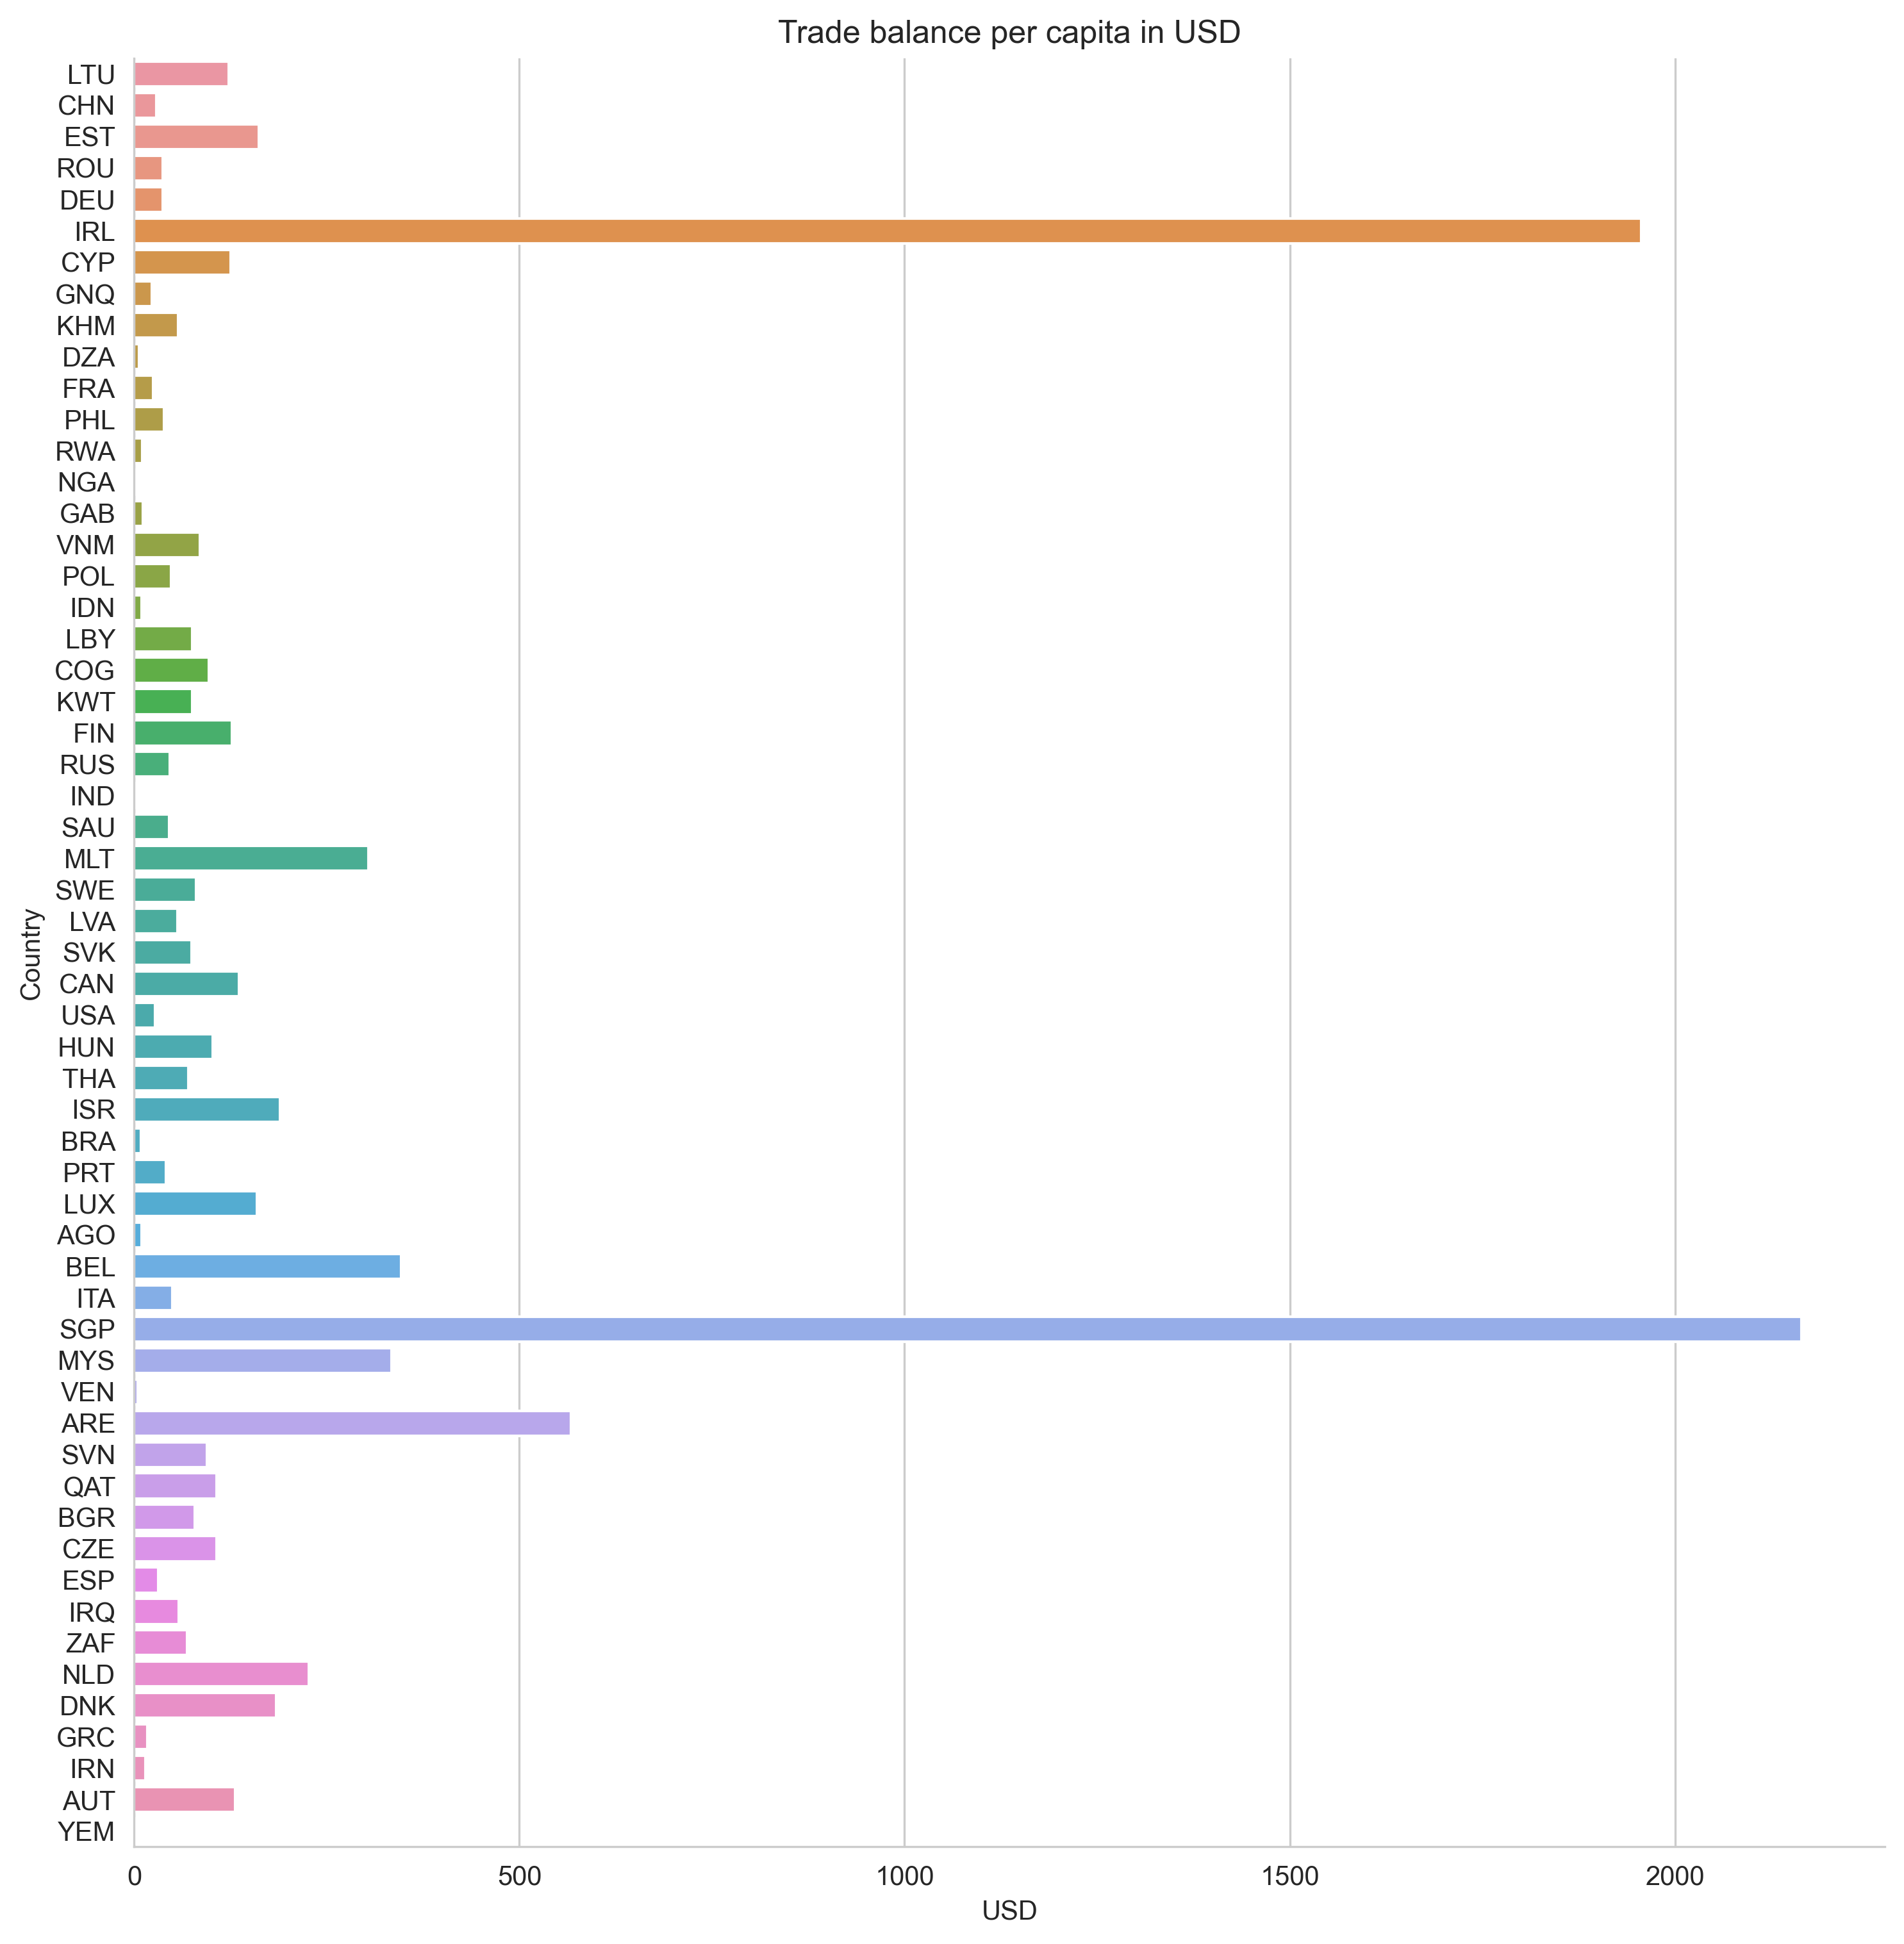 Trade balance per capita in USD
LTU
CHN
EST
ROU
DEU
IRL
CYP
GNQ
KHM
DZA
FRA
PHL
RWA
NGA
GAB
VNM
POL
IDN
LBY
COG
KWT
FIN
RUS
IND
SAU
MLT
SWE
LVA
SVK
CAN
USA
HUN
THA
ISR
BRA
PRT
LUX
AGO
BEL
ITA
SGP
MYS
VEN
ARE
SVN
QAT
BGR
CZE
ESP
IRQ
ZAF
NLD
DNK
GRC
IRN
AUT
YEM
Country
0 500 1000 1500 2000
USD